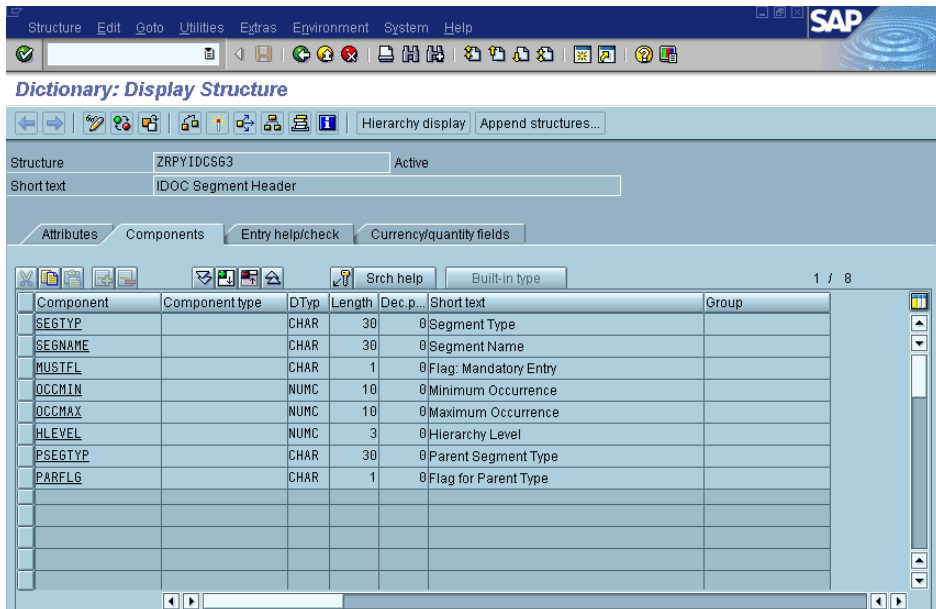 Structure Edit Goto Utilities Extras Environment System Help
SAP
Dictionary: Display Structure
Hierarchy display Append structures...
Structure ZRPYIDCSG3 Active
Short text IDOC Segment Header
Attributes Components Entry help/check Currency/quantity fields
Srch help Built-in type 1 / 8
Component Component type DTyp Length Dec.p... Short text Group
SEGTYP CHAR 30 0 Segment Type
SEGNAME CHAR 30 0 Segment Name
MUSTFL CHAR 1 0 Flag: Mandatory Entry
OCCMIN NUMC 10 0 Minimum Occurrence
OCCMAX NUMC 10 0 Maximum Occurrence
HLEVEL NUMC 3 0 Hierarchy Level
PSEGTYP CHAR 30 0 Parent Segment Type
PARFLG CHAR 1 0 Flag for Parent Type